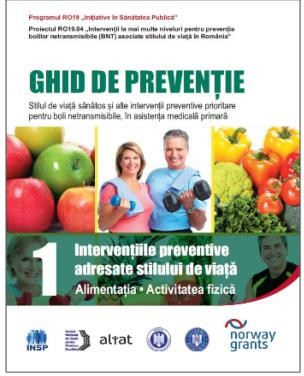 Programul RO19 „Inițiative în Sănătatea Publică"
Proiectul RO19.04 „Intervenții la mai multe niveluri pentru prevenția
bolilor netransmisibile (BNT) asociate stilului de viață în România"
GHID DE PREVENȚIE
Stilul de viață sănătos și alte intervenții preventive prioritare
pentru boli netransmisibile, în asistența medicală primară
1
Intervențiile preventive
adresate stilului de viață
Alimentația • Activitatea fizică
INSP
norway
grants